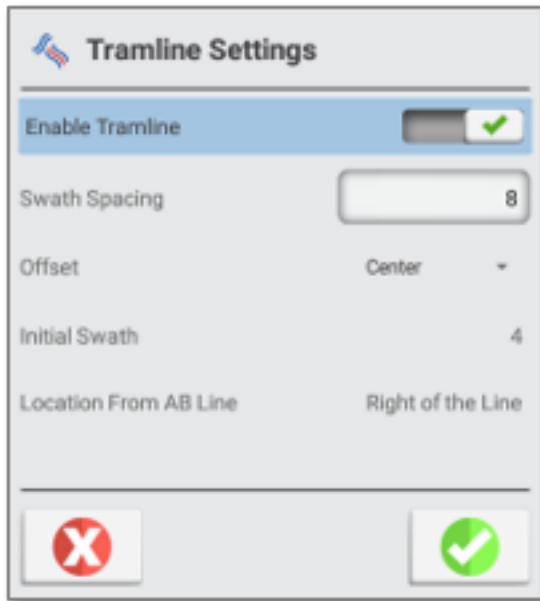 Tramline Settings
Enable Tramline
Swath Spacing 8
Offset Center
Initial Swath 4
Location From AB Line Right of the Line